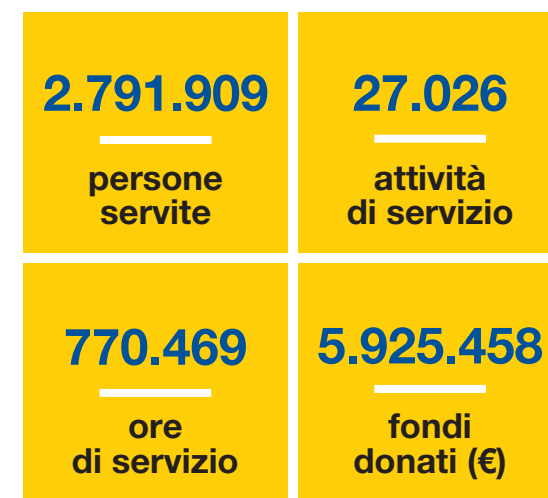 2.791.909
persone
servite
27.026
attività
di servizio
770.469
ore
di servizio
5.925.458
fondi
donati (€)